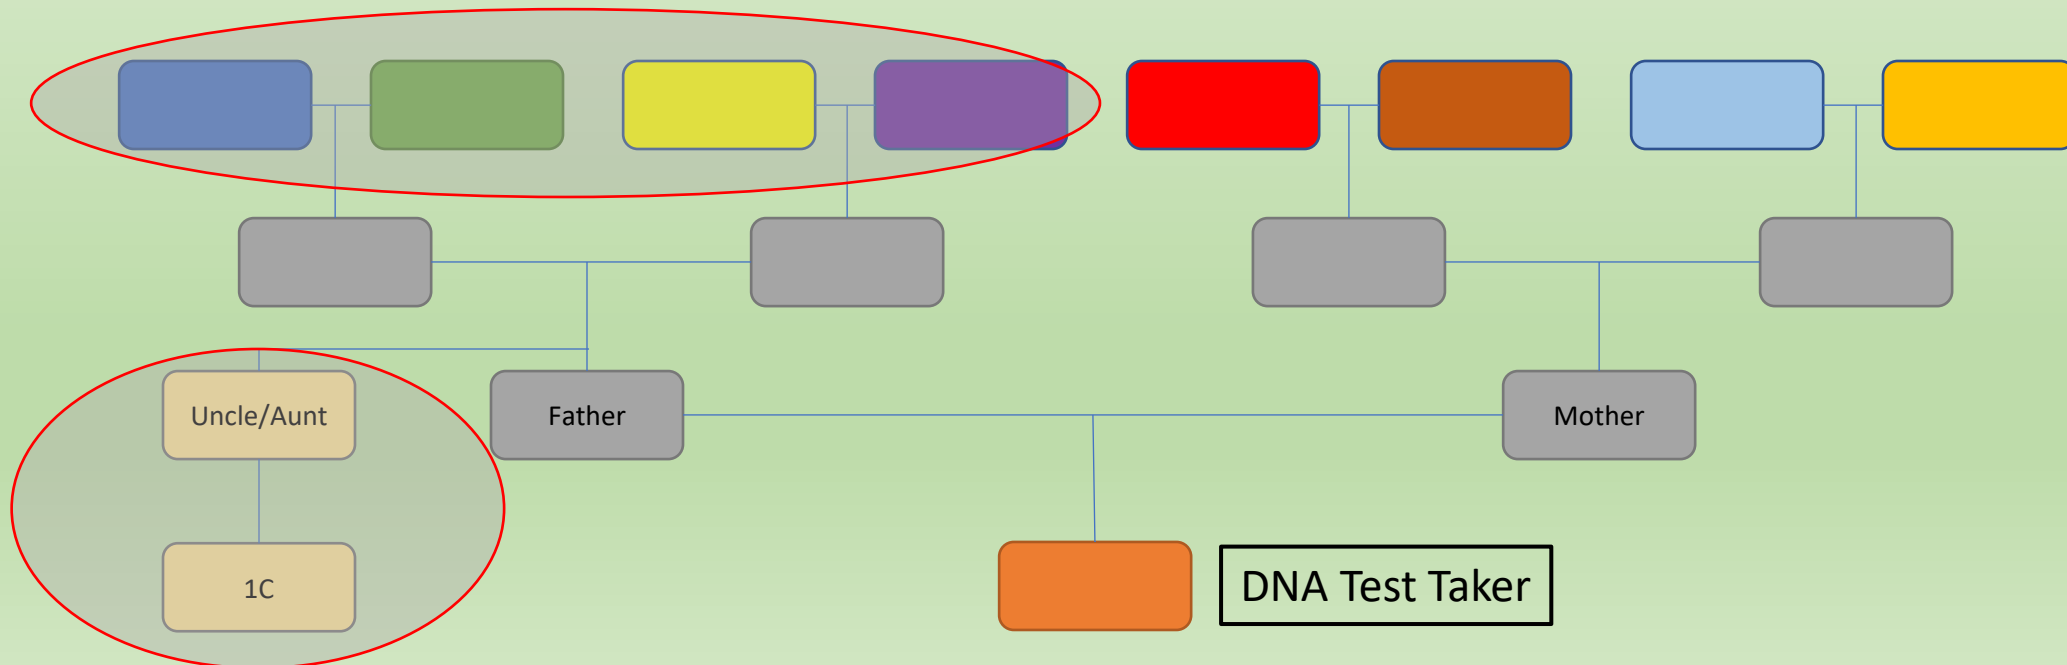 Uncle/Aunt
Father
Mother
1C
DNA Test Taker